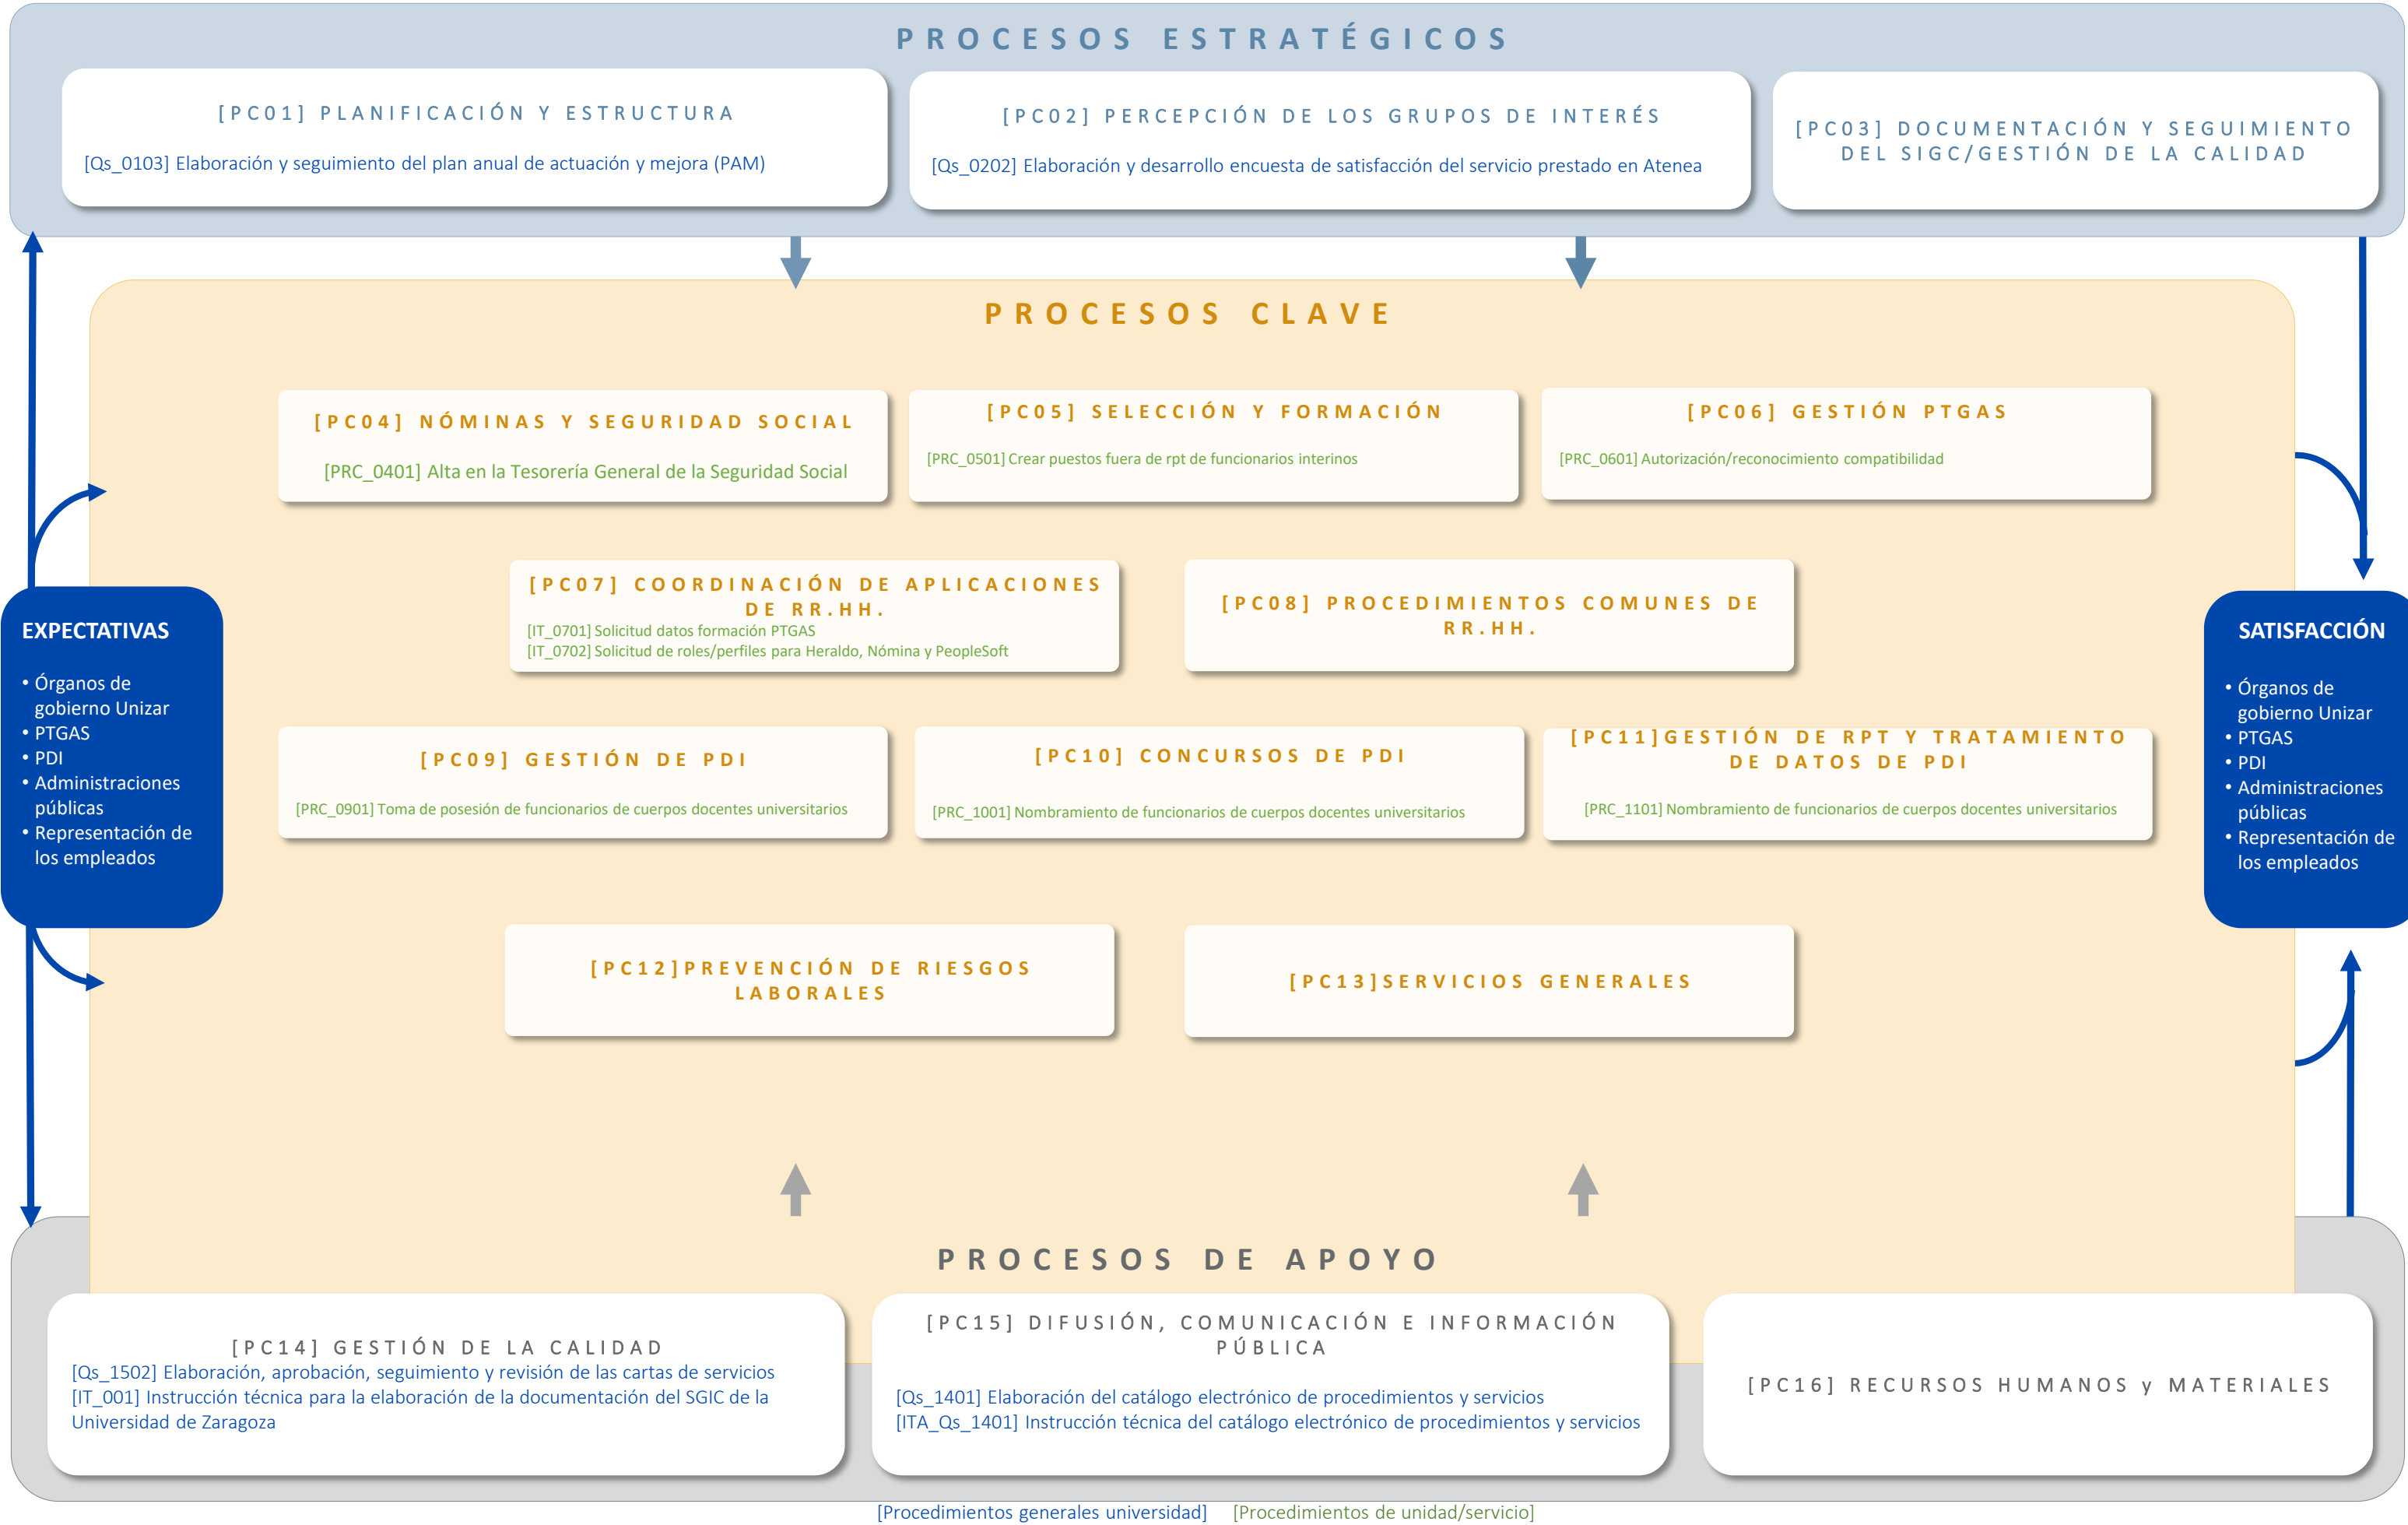 PROCESOS ESTRATÉGICOS
[PC01] PLANIFICACIÓN Y ESTRUCTURA
[Qs_0103] Elaboración y seguimiento del plan anual de actuación y mejora (PAM)
[PC02] PERCEPCIÓN DE LOS GRUPOS DE INTERÉS
[Qs_0202] Elaboración y desarrollo encuesta de satisfacción del servicio prestado en Atenea
[PC03] DOCUMENTACIÓN Y SEGUIMIENTO
DEL SIGC/GESTIÓN DE LA CALIDAD
PROCESOS CLAVE
[PC04] NÓMINAS Y SEGURIDAD SOCIAL
[PRC_0401] Alta en la Tesorería General de la Seguridad Social
[PC05] SELECCIÓN Y FORMACIÓN
[PRC_0501] Crear puestos fuera de rpt de funcionarios interinos
[PC06] GESTIÓN PTGAS
[PRC_0601] Autorización/reconocimiento compatibilidad
[PC07] COORDINACIÓN DE APLICACIONES
DE RR.HH.
[IT_0701] Solicitud datos formación PTGAS
[IT_0702] Solicitud de roles/perfiles para Heraldo, Nómina y PeopleSoft
[PC08] PROCEDIMIENTOS COMUNES DE
RR.HH.
EXPECTATIVAS
• Órganos de
gobierno Unizar
• PTGAS
• PDI
• Administraciones
públicas
• Representación de
los empleados
SATISFACCIÓN
• Órganos de
gobierno Unizar
• PTGAS
• PDI
• Administraciones
públicas
• Representación de
los empleados
[PC09] GESTIÓN DE PDI
[PRC_0901] Toma de posesión de funcionarios de cuerpos docentes universitarios
[PC10] CONCURSOS DE PDI
[PRC_1001] Nombramiento de funcionarios de cuerpos docentes universitarios
[PC11]GESTIÓN DE RPT Y TRATAMIENTO
DE DATOS DE PDI
[PRC_1101] Nombramiento de funcionarios de cuerpos docentes universitarios
[PC12]PREVENCIÓN DE RIESGOS
LABORALES
[PC13]SERVICIOS GENERALES
PROCESOS DE APOYO
[PC14] GESTIÓN DE LA CALIDAD
[Qs_1502] Elaboración, aprobación, seguimiento y revisión de las cartas de servicios
[IT_001] Instrucción técnica para la elaboración de la documentación del SGIC de la
Universidad de Zaragoza
[PC15] DIFUSIÓN, COMUNICACIÓN E INFORMACIÓN
PÚBLICA
[Qs_1401] Elaboración del catálogo electrónico de procedimientos y servicios
[ITA_Qs_1401] Instrucción técnica del catálogo electrónico de procedimientos y servicios
[PC16] RECURSOS HUMANOS y MATERIALES
[Procedimientos generales universidad] [Procedimientos de unidad/servicio]